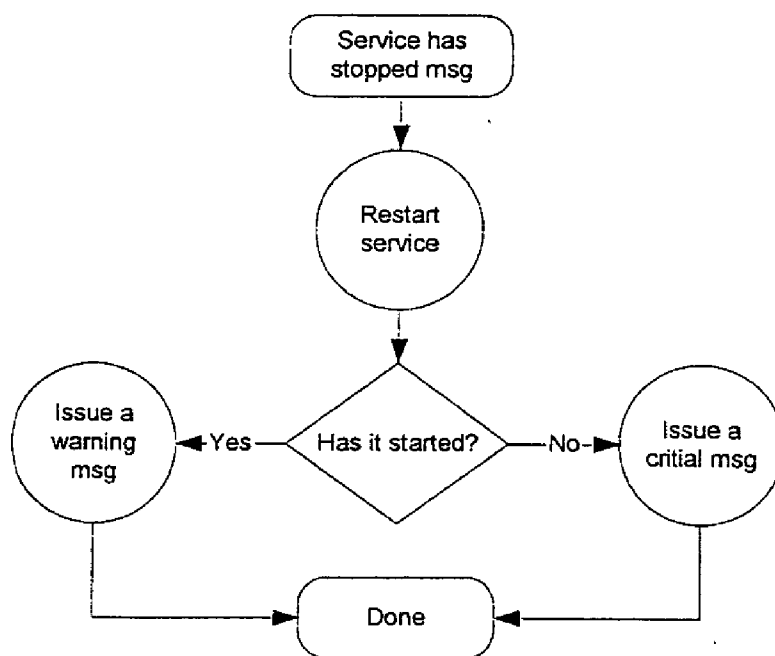 Service has
stopped msg
Restart
service
Issue a
warning
msg
Yes
Has it started?
No
Issue a
critial msg
Done